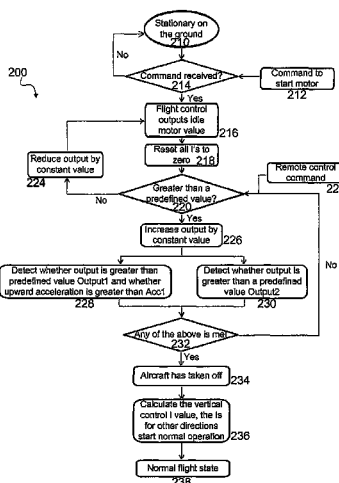 Stationary on
the ground
210
No
200
Command received?
214
Command to
start motor
212
Yes
Flight control
outputs idle
motor value
216
Reset all I's to
zero
218
Reduce output by
constant value
224
Remote control
command
22
Greater than a
predefined value?
220
No
Yes
Increase output by
constant value
226
No
Detect whether output is greater than
predefined value Output1 and whether
upward acceleration is greater than Acc1
228
Detect whether output is
greater than a predefined
value Output2
230
Any of the above is met
232
Yes
Aircraft has taken off
234
Calculate the vertical
control I value, the Is
for other directions
start normal operation
236
Normal flight state
238